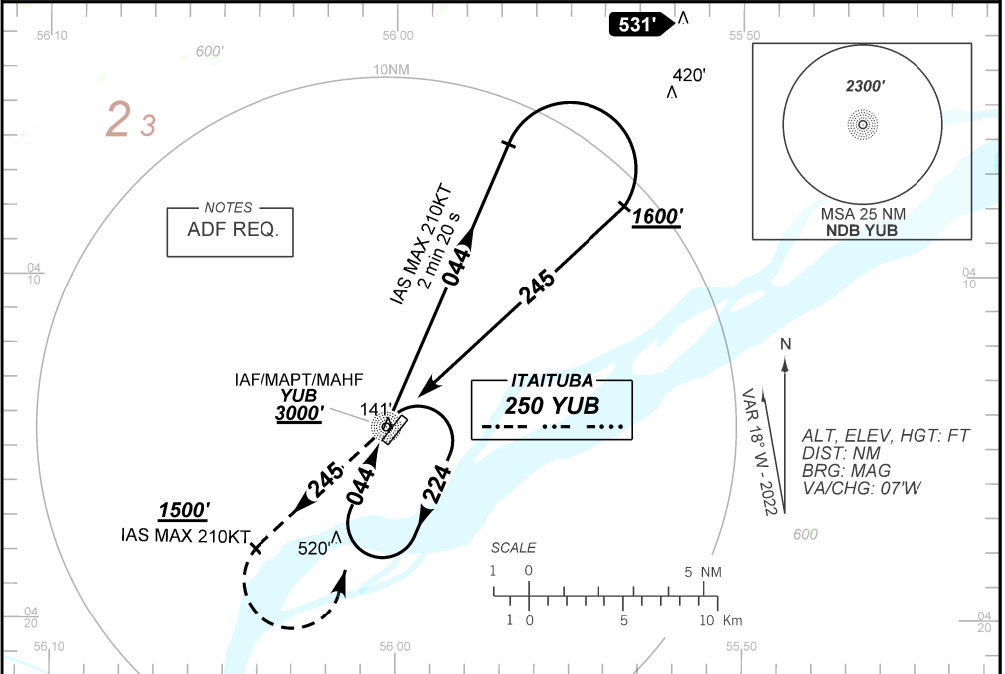 56 10
56 00
55 50
531'
600'
10NM
420'
2 3
2300'
MSA 25 NM
NDB YUB
NOTES
ADF REQ.
IAS MAX 210KT
2 min 20 s
044
1600'
245
04
10
04
10
IAF/MAPT/MAHF
YUB
3000'
141'
ITAITUBA
250 YUB
N
VAR 18° W - 2022
ALT, ELEV, HGT: FT
DIST: NM
BRG: MAG
VA/CHG: 07'W
245
044
224
1500'
IAS MAX 210KT
520'
600
SCALE
1 0 5 NM
1 0 5 10 Km
04
20
04
20
56 10
56 00
55 50